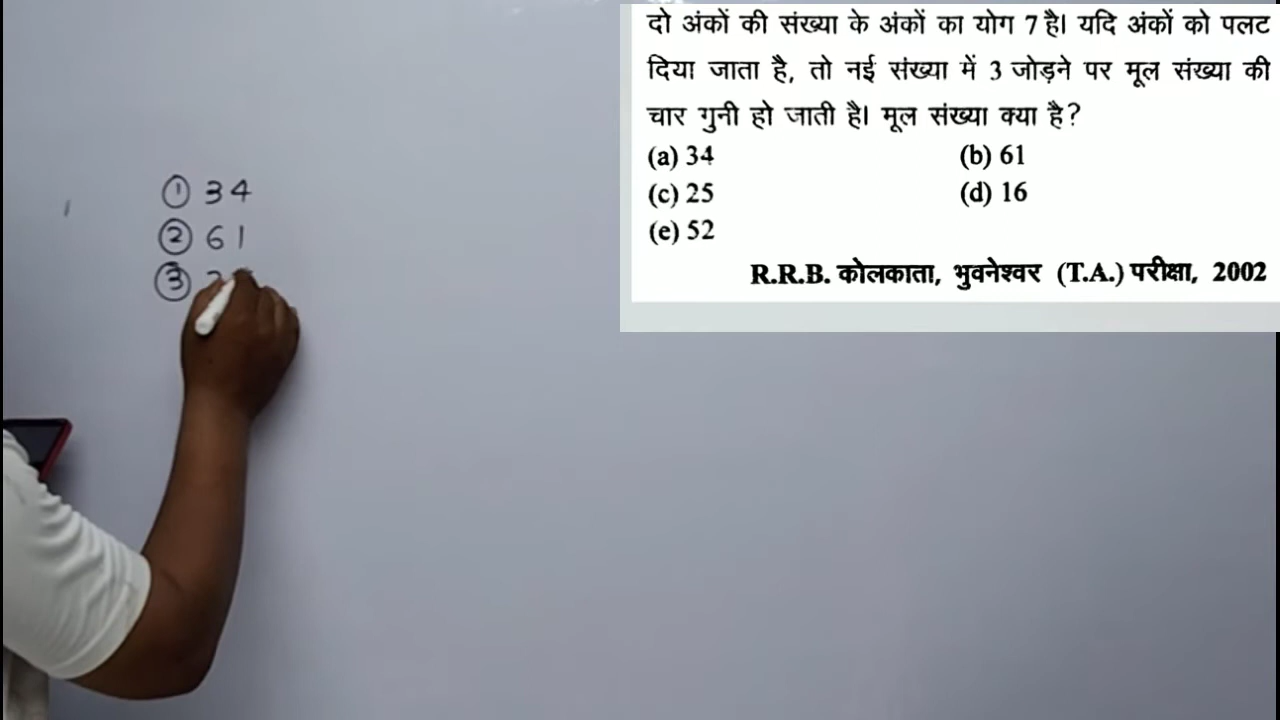 दो अंकों की संख्या के अंकों का योग 7 है। यदि अंकों को पलट
दिया जाता है, तो नई संख्या में 3 जोड़ने पर मूल संख्या की
चार गुनी हो जाती है। मूल संख्या क्या है?
(a) 34 (b) 61
(c) 25 (d) 16
(e) 52
R.R.B. कोलकाता, भुवनेश्वर (T.A.) परीक्षा, 2002
① 34
② 61
③